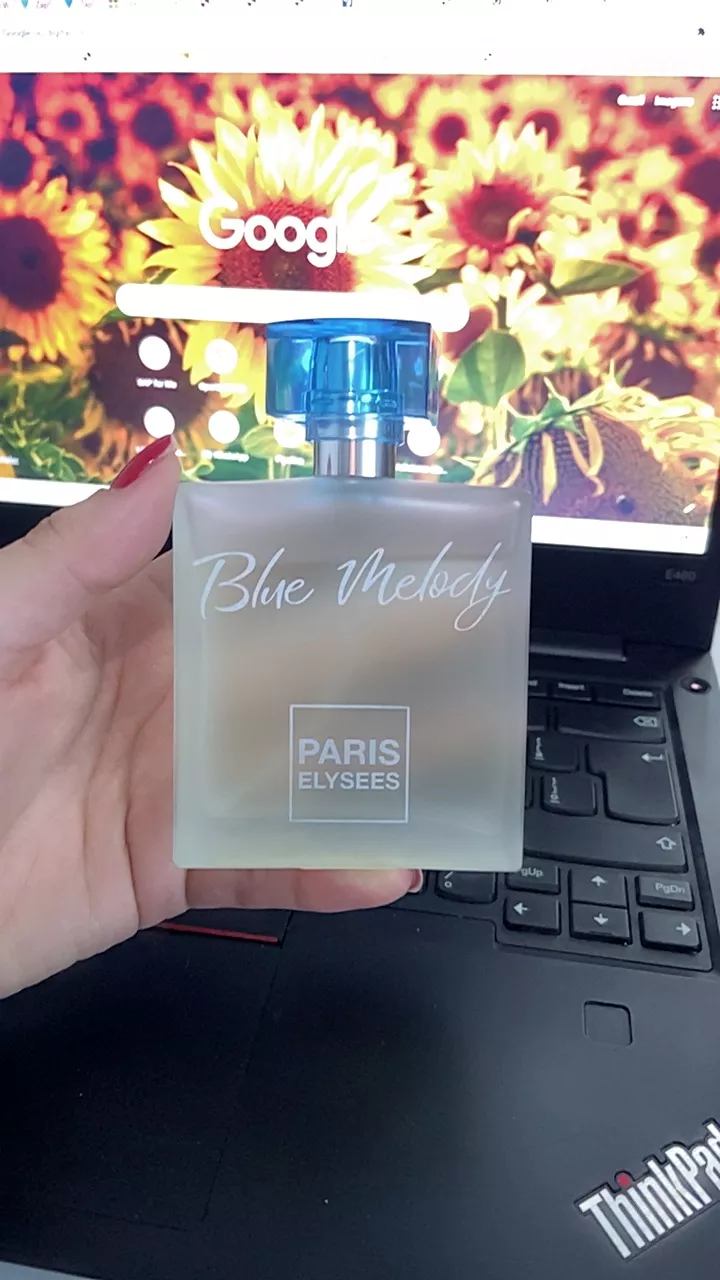 Google
Blue Melody
PARIS
ELYSEES
E480
Insert
Delete
PgUp
PgDn
ThinkPad